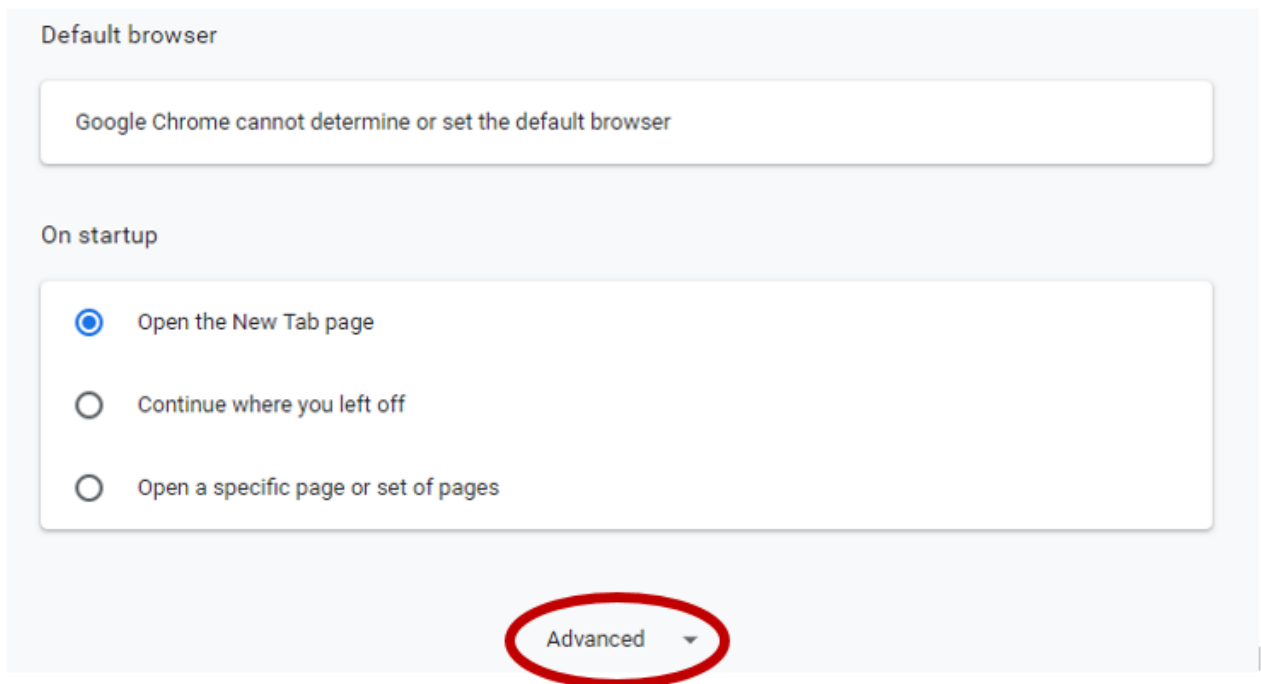 Default browser
Google Chrome cannot determine or set the default browser
On startup
Open the New Tab page
Continue where you left off
Open a specific page or set of pages
Advanced